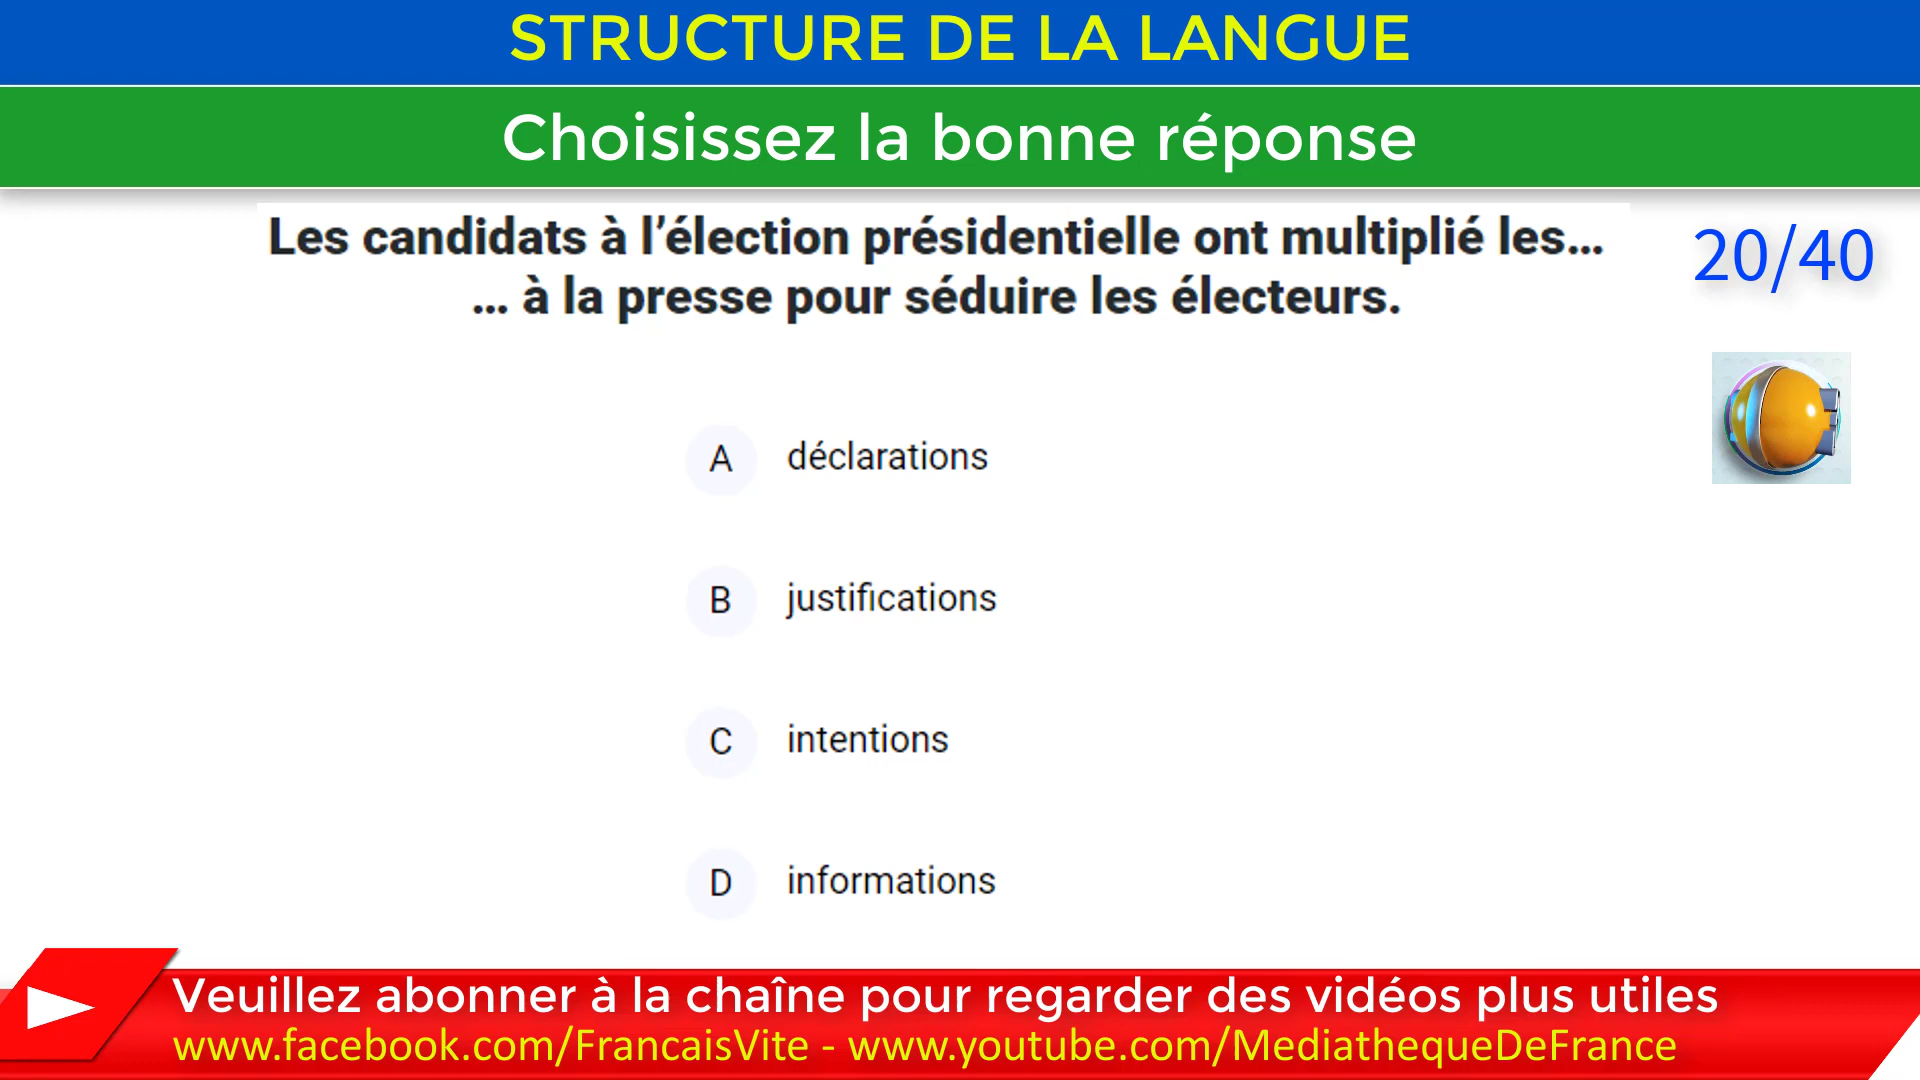 STRUCTURE DE LA LANGUE
Choisissez la bonne réponse
Les candidats à l’élection présidentielle ont multiplié les...
... à la presse pour séduire les électeurs.
20/40
A déclarations
B justifications
C intentions
D informations
Veuillez abonner à la chaîne pour regarder des vidéos plus utiles
www.facebook.com/FrancaisVite - www.youtube.com/MediathequeDeFrance